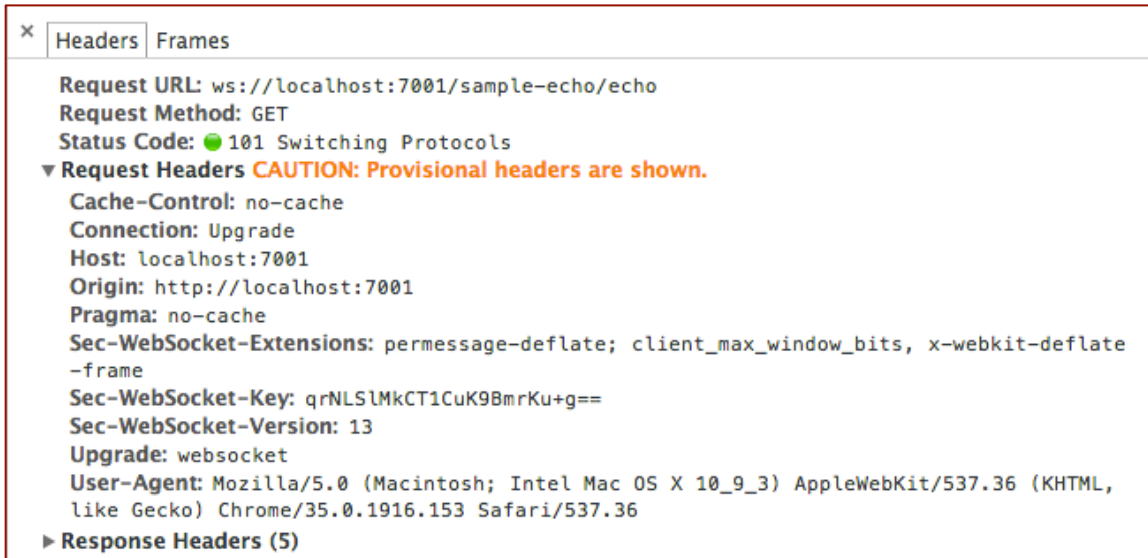 × Headers Frames
Request URL: ws://localhost:7001/sample-echo/echo
Request Method: GET
Status Code: 101 Switching Protocols
▼ Request Headers CAUTION: Provisional headers are shown.
Cache-Control: no-cache
Connection: Upgrade
Host: localhost:7001
Origin: http://localhost:7001
Pragma: no-cache
Sec-WebSocket-Extensions: permessage-deflate; client_max_window_bits, x-webkit-deflate
-frame
Sec-WebSocket-Key: qrNLSlMkCT1CuK9BmrKu+g==
Sec-WebSocket-Version: 13
Upgrade: websocket
User-Agent: Mozilla/5.0 (Macintosh; Intel Mac OS X 10_9_3) AppleWebKit/537.36 (KHTML,
like Gecko) Chrome/35.0.1916.153 Safari/537.36
▶ Response Headers (5)